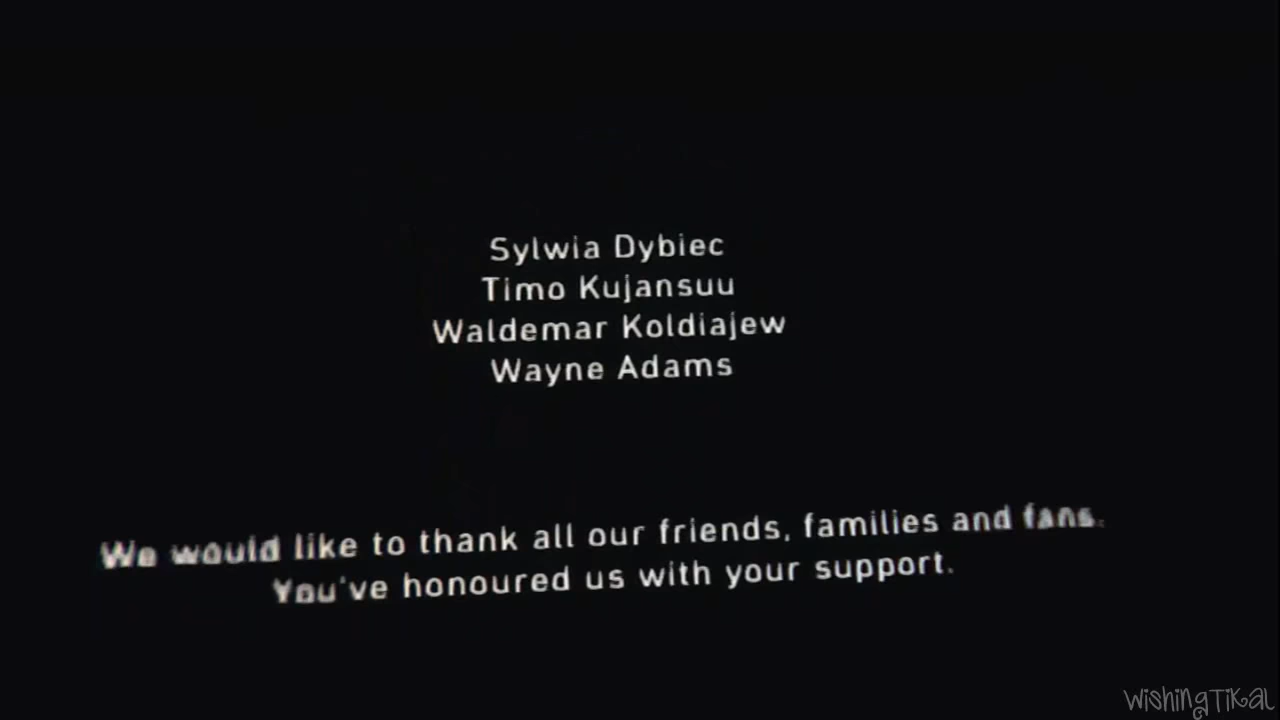 Sylwia Dybiec
Timo Kujansuu
Waldemar Koldiajew
Wayne Adams
We would like to thank all our friends, families and fans.
You've honoured us with your support.
WishingTikal